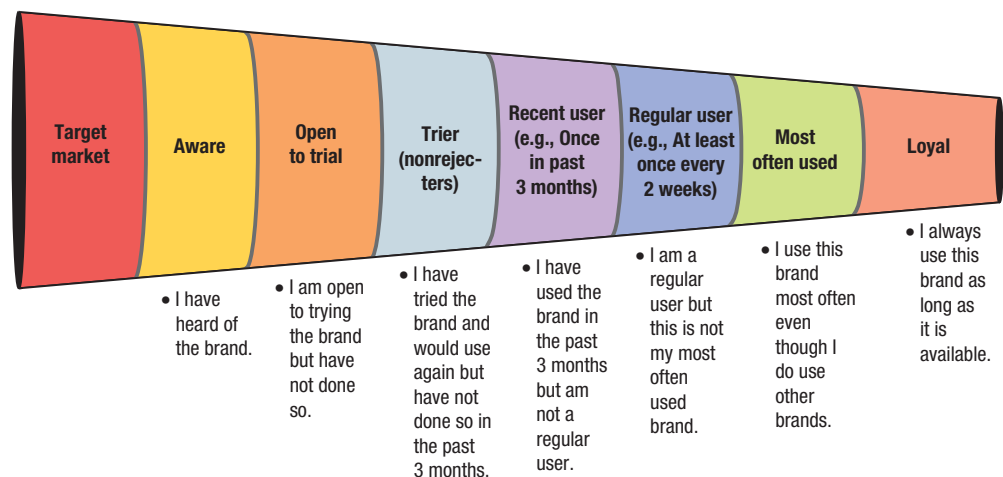 Target
market
Aware
Open
to trial
Trier
(nonrejec-
ters)
Recent user
(e.g., Once
in past
3 months)
Regular user
(e.g., At least
once every
2 weeks)
Most
often used
Loyal
• I have
heard of
the brand.
• I am open
to trying
the brand
but have
not done
so.
• I have
tried the
brand and
would use
again but
have not
done so in
the past
3 months.
• I have
used the
brand in
the past
3 months
but am
not a
regular
user.
• I am a
regular
user but
this is not
my most
often
used
brand.
• I use this
brand
most often
even
though I
do use
other
brands.
• I always
use this
brand as
long as
it is
available.